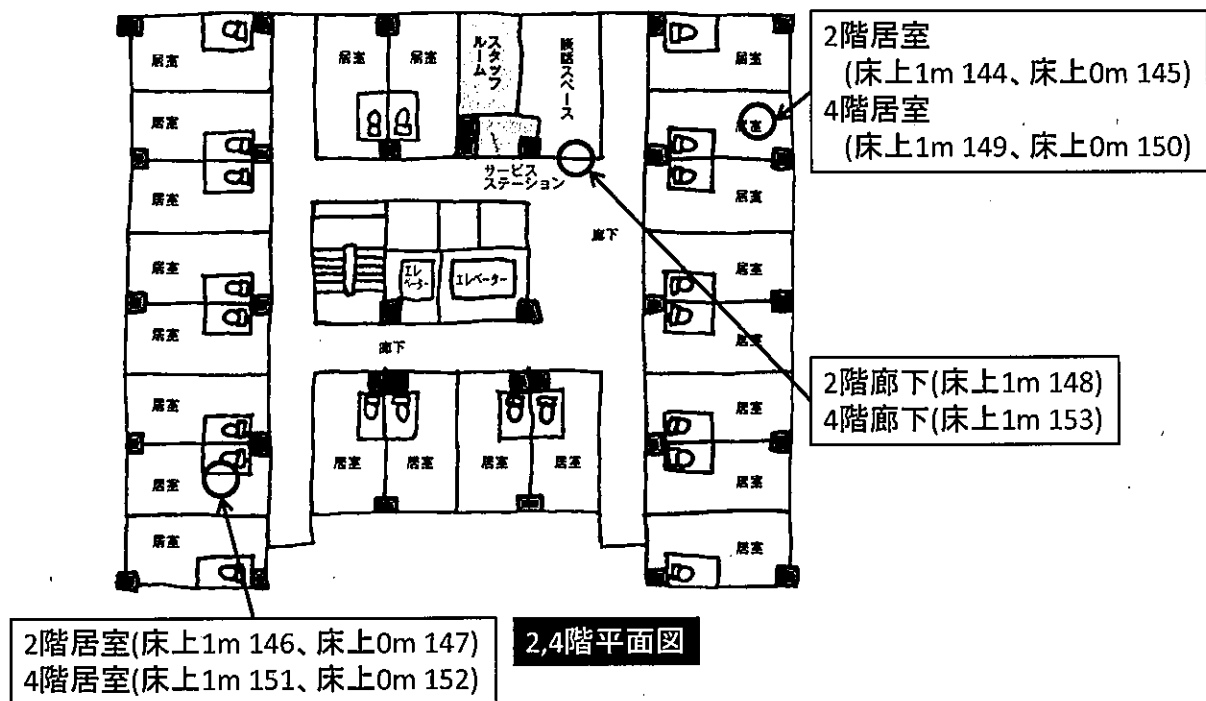 2階居室
(床上1m 144、床上0m 145)
4階居室
(床上1m 149、床上0m 150)
居室
居室
居室
スタッフルーム
談話スペース
居室
居室
居室
サービス
ステーション
居室
居室
廊下
居室
エレベーター
エレベーター
居室
居室
居室
廊下
2階廊下(床上1m 148)
4階廊下(床上1m 153)
居室
居室
居室
居室
居室
居室
居室
居室
居室
居室
2階居室(床上1m 146、床上0m 147)
4階居室(床上1m 151、床上0m 152)
2,4階平面図